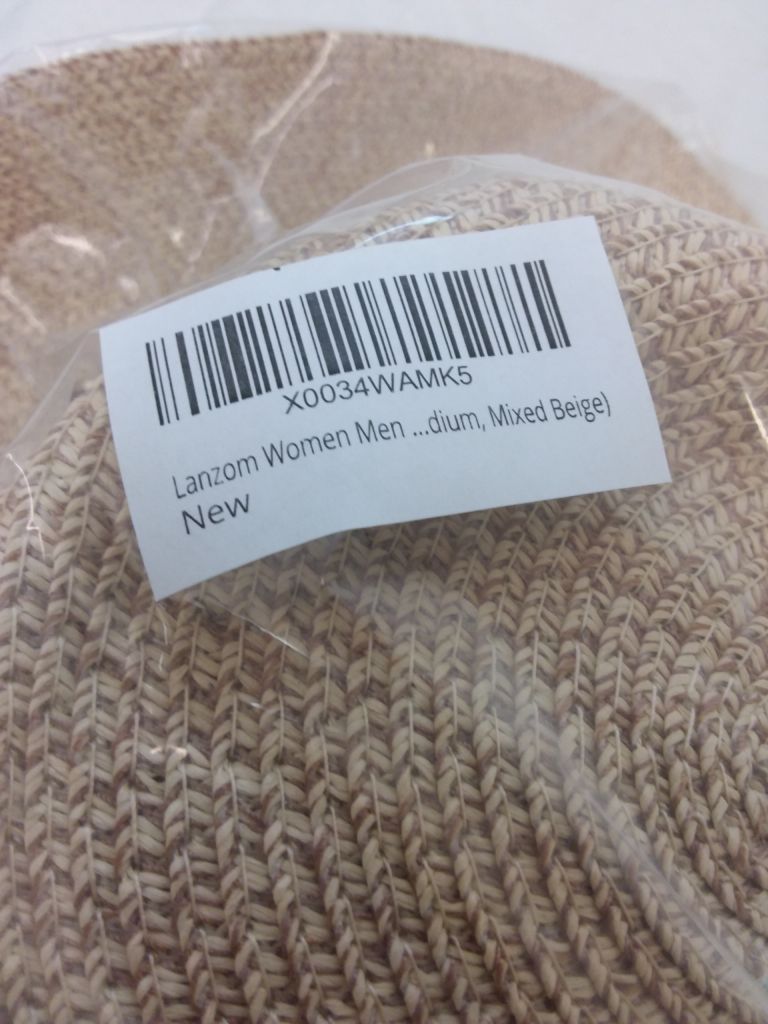 X0034WAMK5
Lanzom Women Men ...dium, Mixed Beige)
New